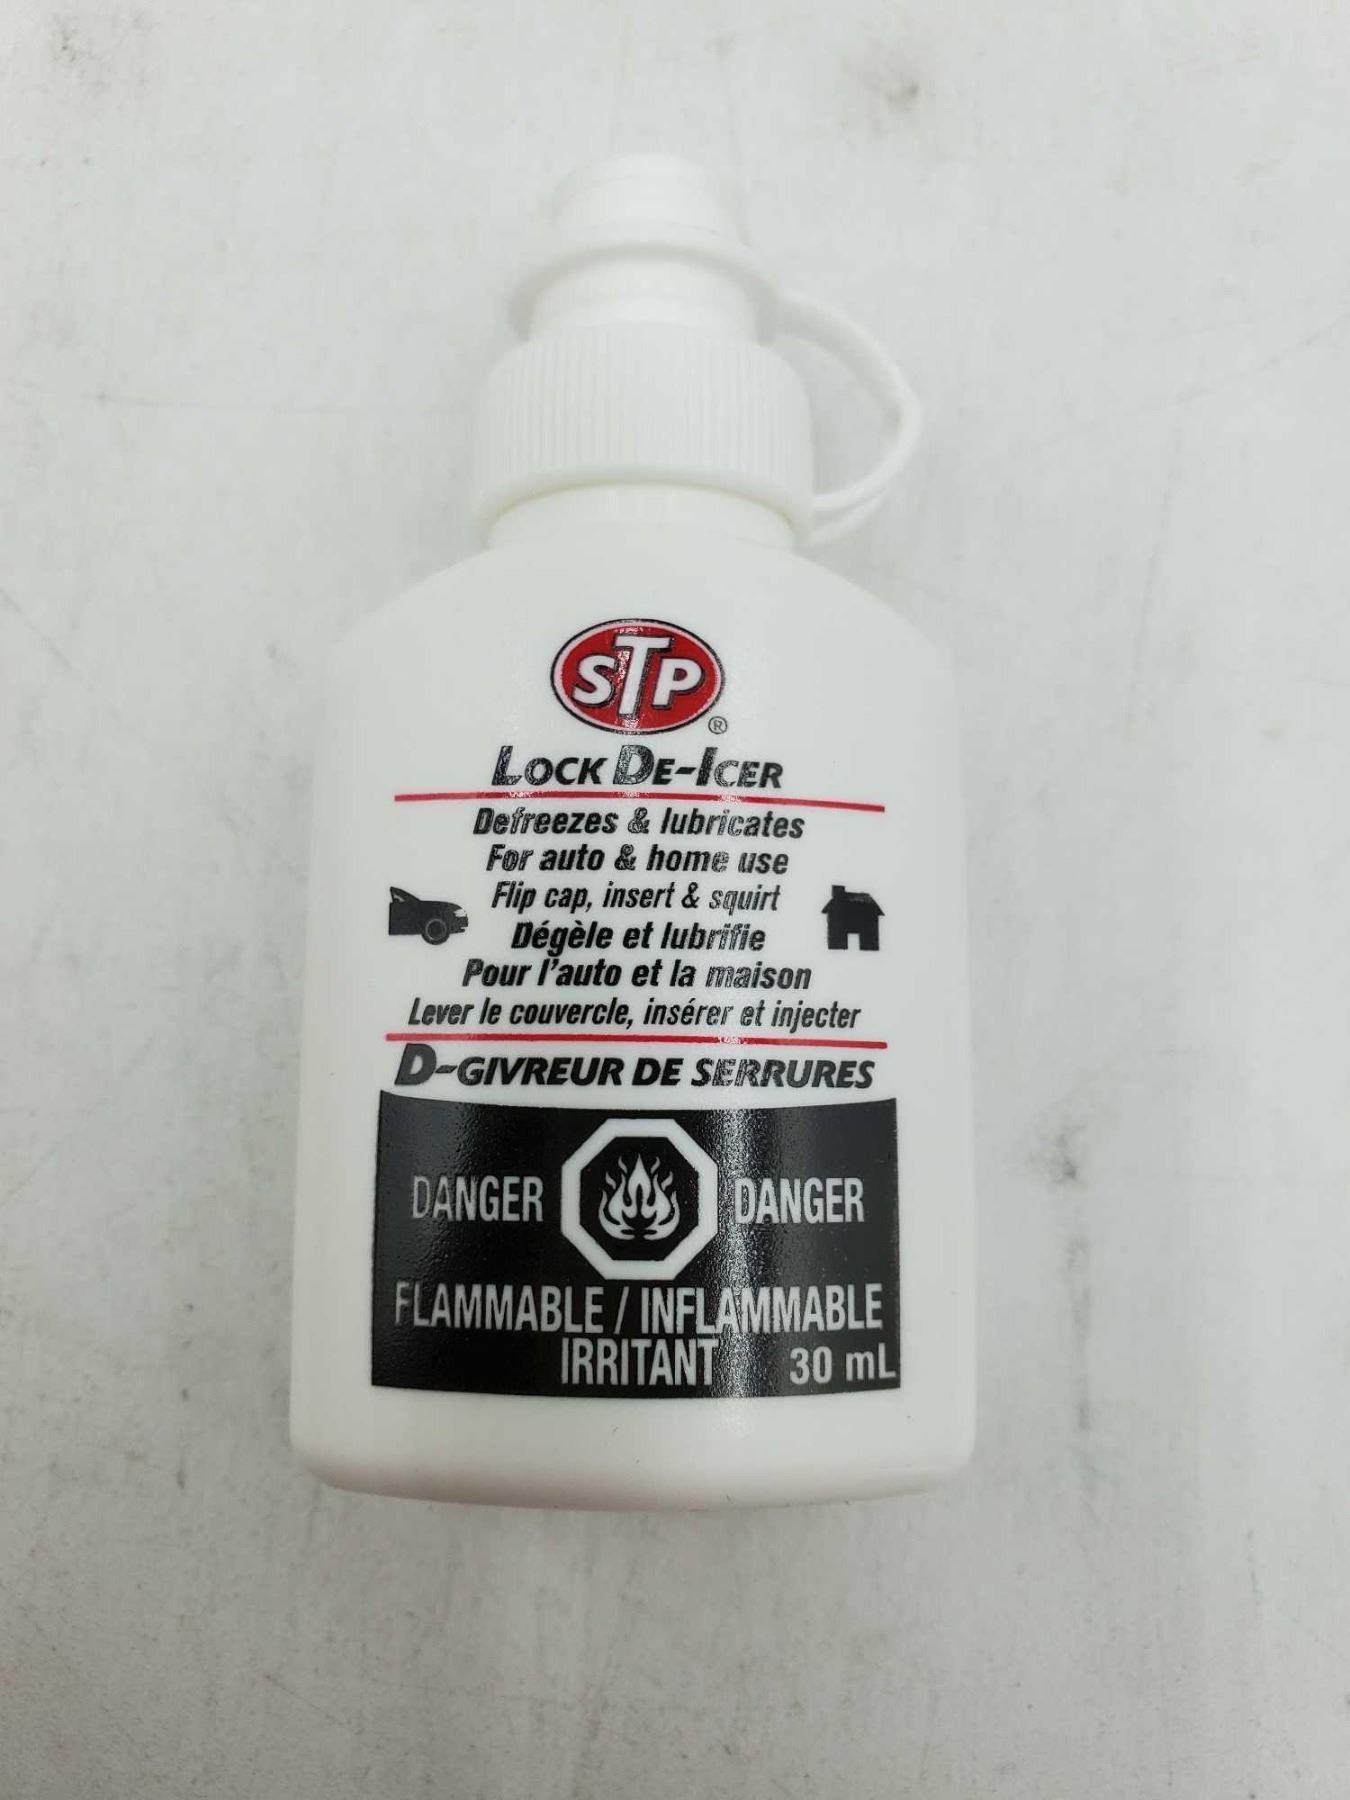 STP®
LOCK DE-ICER
Defreezes & lubricates
For auto & home use
Flip cap, insert & squirt
Dégèle et lubrifie
Pour l'auto et la maison
Lever le couvercle, insérer et injecter
D-GIVREUR DE SERRURES
DANGER DANGER
FLAMMABLE / INFLAMMABLE
IRRITANT 30 mL